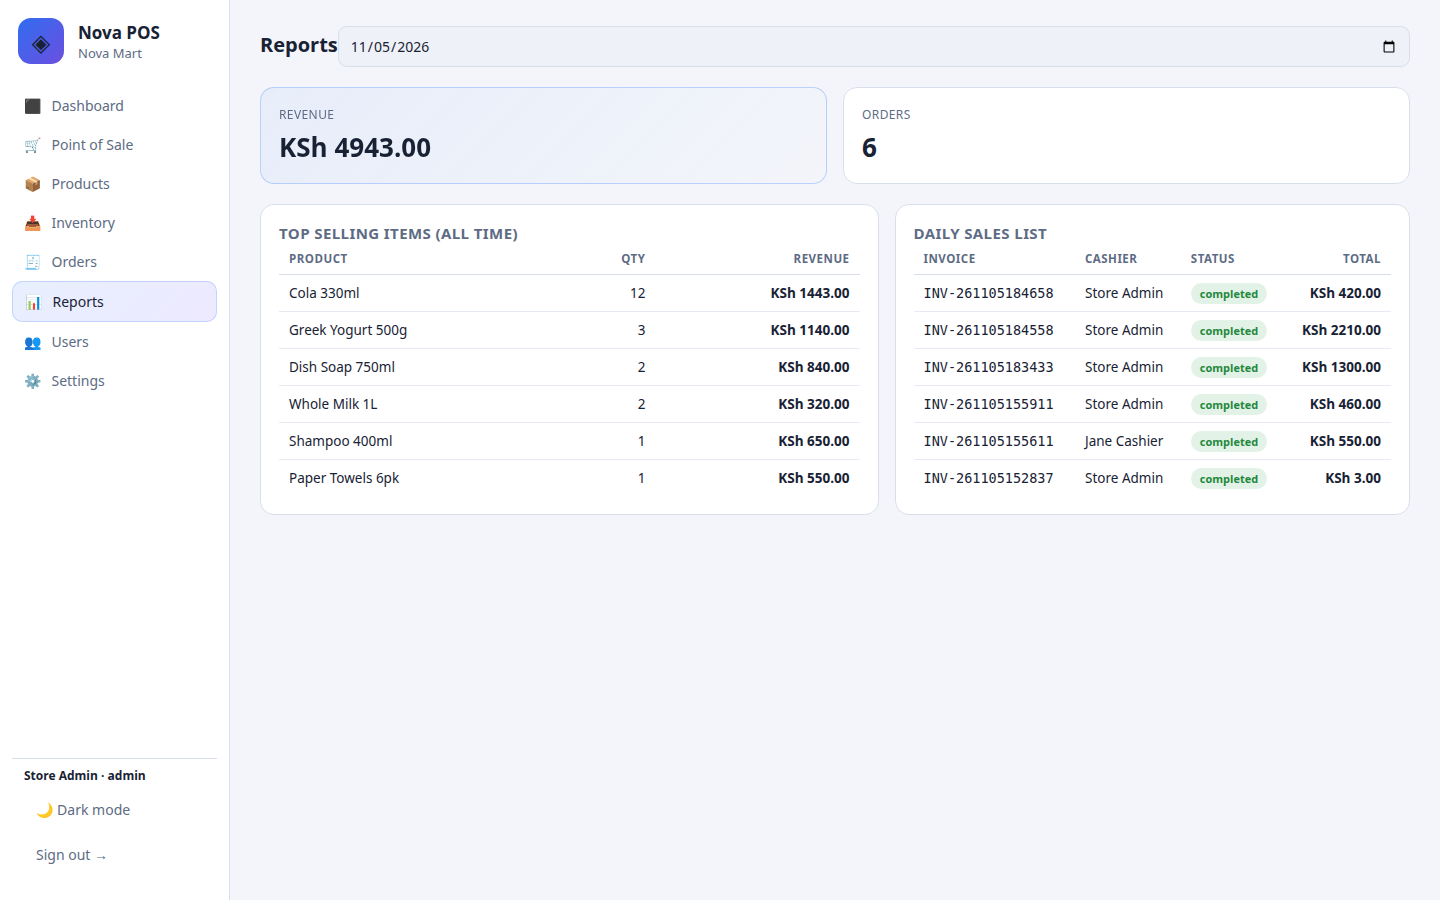 Nova POS
Nova Mart
Dashboard
Point of Sale
Products
Inventory
Orders
Reports
Users
Settings
Store Admin · admin
Dark mode
Sign out →
Reports
11/05/2026
REVENUE
KSh 4943.00
ORDERS
6
TOP SELLING ITEMS (ALL TIME)
PRODUCT QTY REVENUE
Cola 330ml 12 KSh 1443.00
Greek Yogurt 500g 3 KSh 1140.00
Dish Soap 750ml 2 KSh 840.00
Whole Milk 1L 2 KSh 320.00
Shampoo 400ml 1 KSh 650.00
Paper Towels 6pk 1 KSh 550.00
DAILY SALES LIST
INVOICE CASHIER STATUS TOTAL
INV-261105184658 Store Admin completed KSh 420.00
INV-261105184558 Store Admin completed KSh 2210.00
INV-261105183433 Store Admin completed KSh 1300.00
INV-261105155911 Store Admin completed KSh 460.00
INV-261105155611 Jane Cashier completed KSh 550.00
INV-261105152837 Store Admin completed KSh 3.00